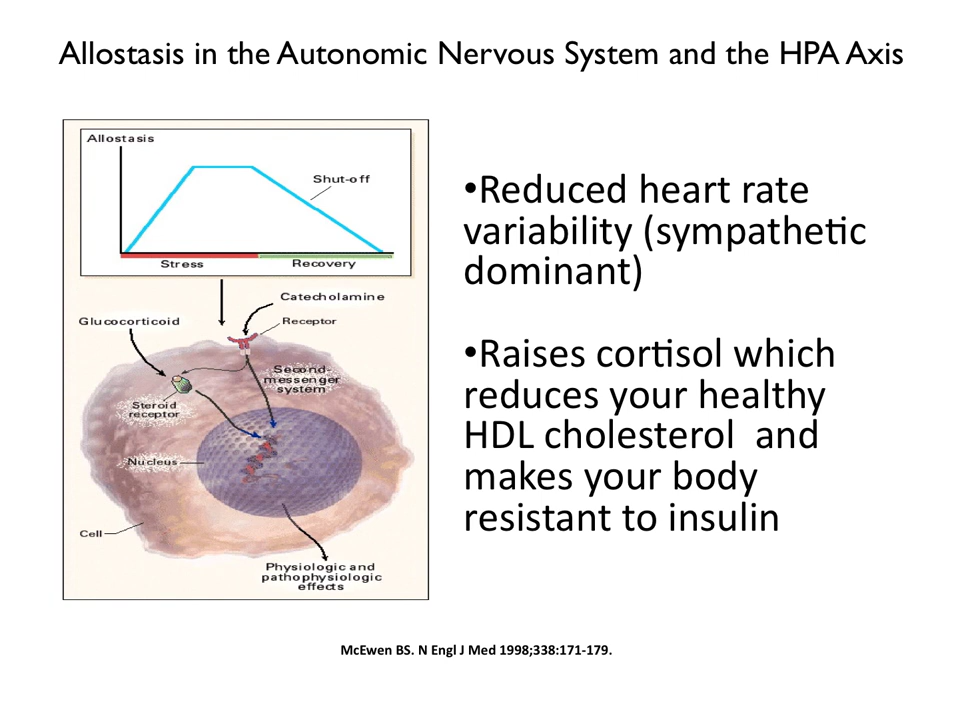 Allostasis in the Autonomic Nervous System and the HPA Axis
Allostasis
Shut-off
Stress
Recovery
Catecholamine
Glucocorticoid
Receptor
Second-
messenger
system
Steroid
receptor
Nucleus
Cell
Physiologic and
pathophysiologic
effects
•Reduced heart rate
variability (sympathetic
dominant)
•Raises cortisol which
reduces your healthy
HDL cholesterol  and
makes your body
resistant to insulin
McEwen BS. N Engl J Med 1998;338:171-179.